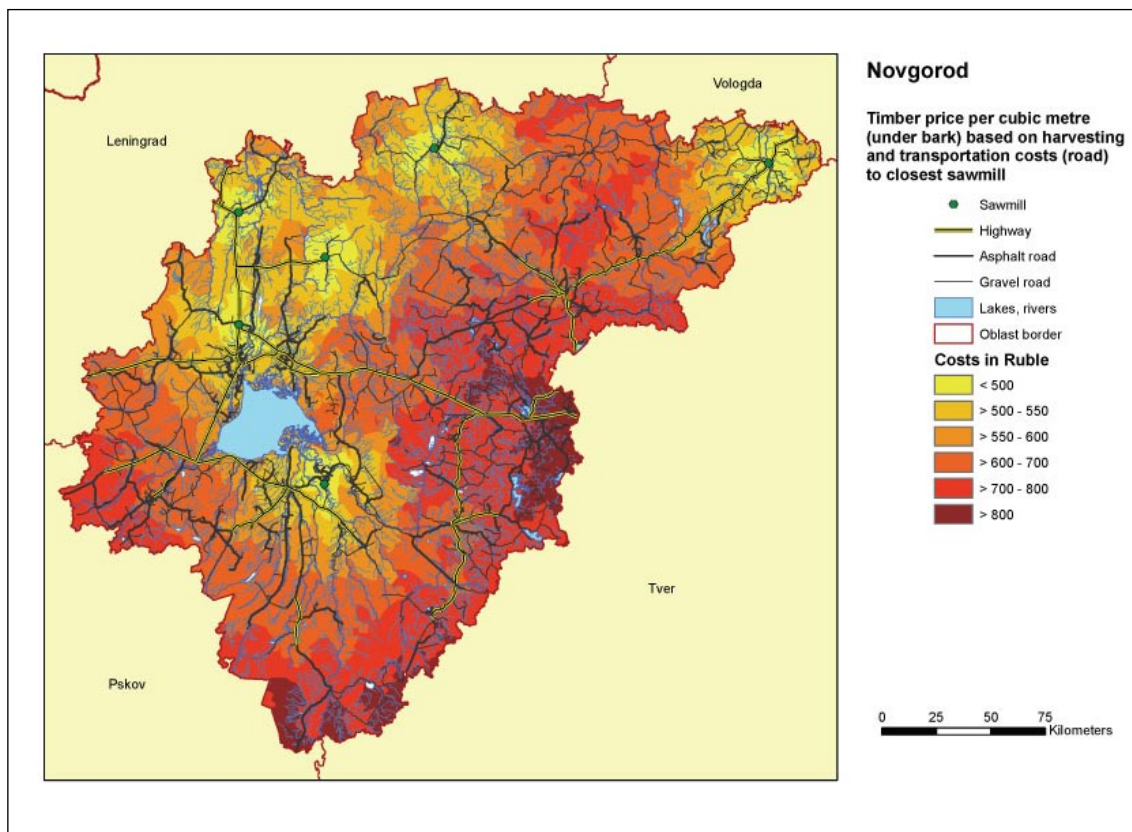 Novgorod
Timber price per cubic metre
(under bark) based on harvesting
and transportation costs (road)
to closest sawmill
Sawmill
Highway
Asphalt road
Gravel road
Lakes, rivers
Oblast border
Costs in Ruble
< 500
> 500 - 550
> 550 - 600
> 600 - 700
> 700 - 800
> 800
Vologda
Leningrad
Tver
Pskov
0 25 50 75
Kilometers